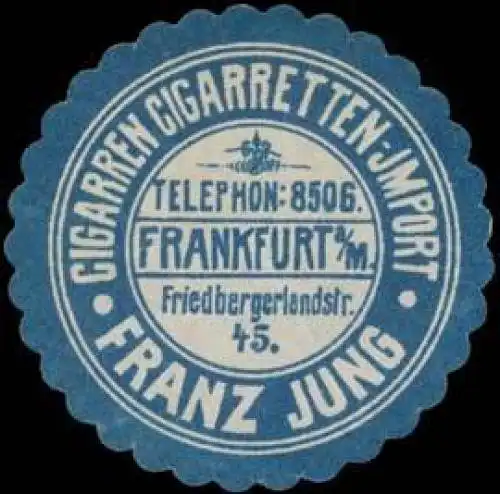 CIGARREN CIGARRETTEN-JMPORT
TELEPHON: 8506.
FRANKFURT a/M.
Friedbergerlandstr.
45.
FRANZ JUNG